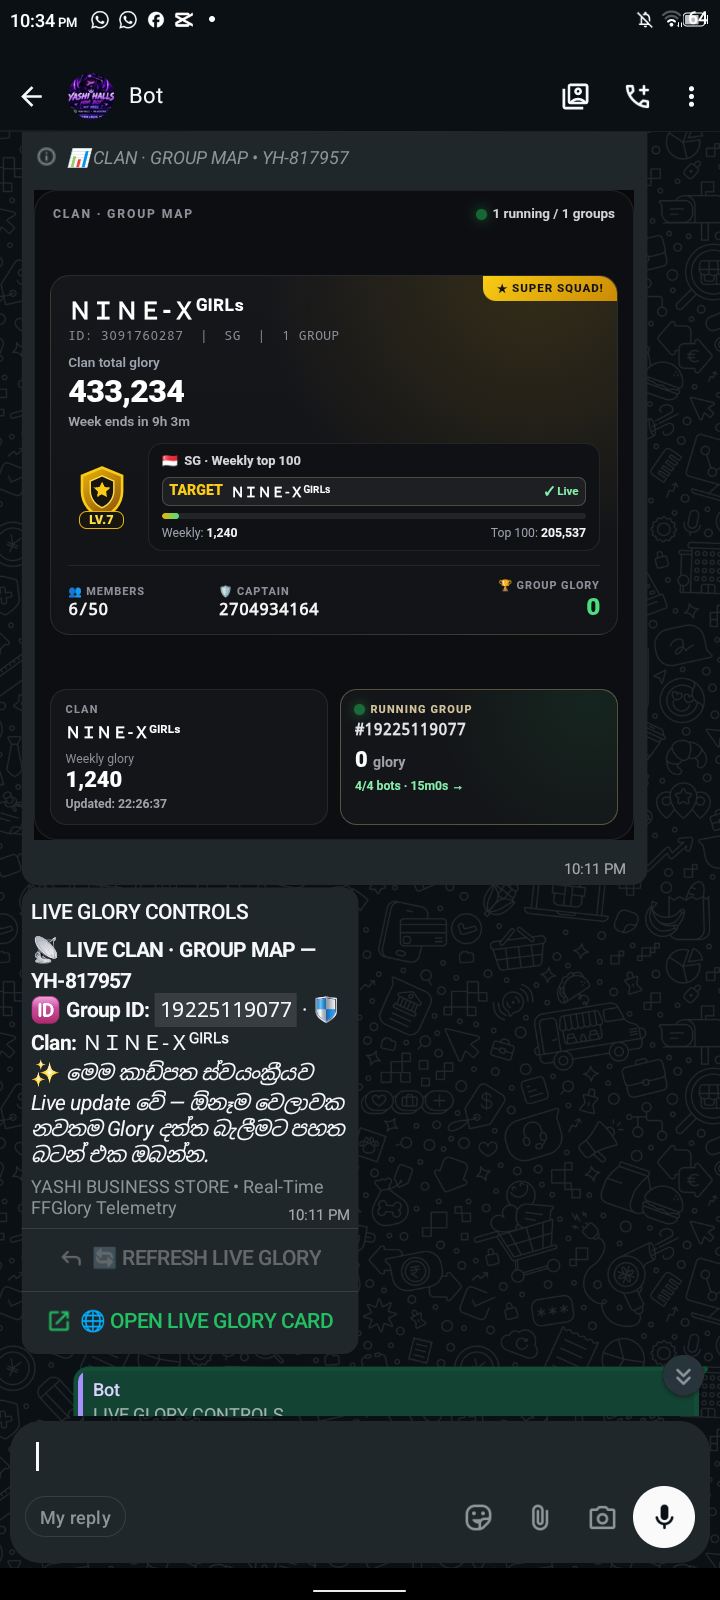 10:34 PM
64
YASHI HALLS
Bot
📊 CLAN · GROUP MAP • YH-817957
CLAN · GROUP MAP
1 running / 1 groups
★ SUPER SQUAD!
NINE-X GIRLs
ID: 3091760287 | SG | 1 GROUP
Clan total glory
433,234
Week ends in 9h 3m
🇸🇬 SG · Weekly top 100
TARGET NINE-X GIRLs ✓ Live
LV.7
Weekly: 1,240 Top 100: 205,537
👥 MEMBERS 🛡️ CAPTAIN 🏆 GROUP GLORY
6/50 2704934164 0
CLAN
NINE-X GIRLs
Weekly glory
1,240
Updated: 22:26:37
RUNNING GROUP
#19225119077
0 glory
4/4 bots · 15m0s →
10:11 PM
LIVE GLORY CONTROLS
📡 LIVE CLAN · GROUP MAP —
YH-817957
🆔 Group ID: 19225119077 · 🛡️
Clan: NINE-X GIRLs
✨ මෙම කාඩ්පත ස්වයංක්‍රීයව
Live update වේ — ඕනෑම වෙලාවක
නවතම Glory දත්ත බැලීමට පහත
බටන් එක ඔබන්න.
YASHI BUSINESS STORE • Real-Time
FFGlory Telemetry
10:11 PM
🔄 REFRESH LIVE GLORY
🌐 OPEN LIVE GLORY CARD
Bot
LIVE GLORY CONTROLS
My reply